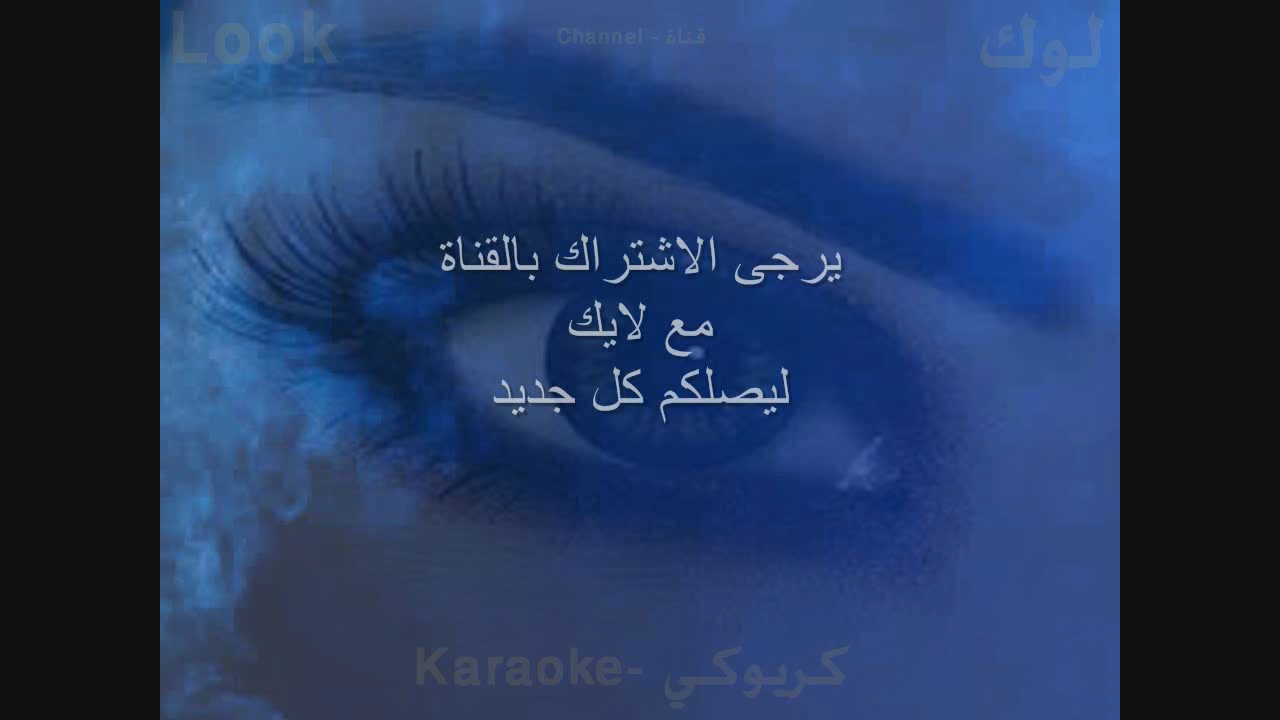 Look
Channel - قناة
لوك
يرجى الاشتراك بالقناة
مع لايك
ليصلكم كل جديد
Karaoke- كريوكي